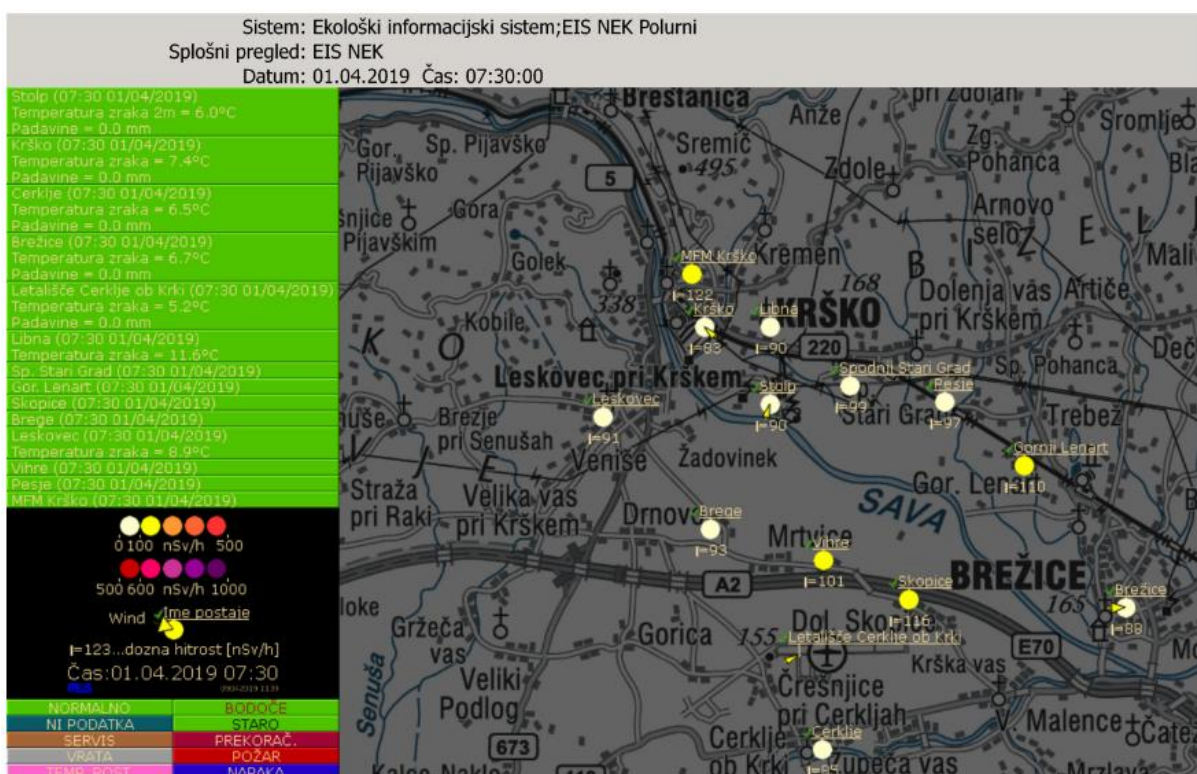 Sistem: Ekološki informacijski sistem;EIS NEK Polurni
Splošni pregled: EIS NEK
Datum: 01.04.2019 Čas: 07:30:00
Stolp (07:30 01/04/2019)
Temperatura zraka 2m = 6.0°C
Padavine = 0.0 mm
Krško (07:30 01/04/2019)
Temperatura zraka = 7.4°C
Padavine = 0.0 mm
Cerklje (07:30 01/04/2019)
Temperatura zraka = 6.5°C
Padavine = 0.0 mm
Brežice (07:30 01/04/2019)
Temperatura zraka = 6.7°C
Padavine = 0.0 mm
Letališče Cerklje ob Krki (07:30 01/04/2019)
Temperatura zraka = 5.2°C
Padavine = 0.0 mm
Libna (07:30 01/04/2019)
Temperatura zraka = 11.6°C
Sp. Stari Grad (07:30 01/04/2019)
Gor. Lenart (07:30 01/04/2019)
Skopice (07:30 01/04/2019)
Brege (07:30 01/04/2019)
Leskovec (07:30 01/04/2019)
Temperatura zraka = 8.9°C
Vihre (07:30 01/04/2019)
Pesje (07:30 01/04/2019)
MFM Krško (07:30 01/04/2019)
0 100 nSv/h 500
500 600 nSv/h 1000
Wind Ime postaje
I=123...dozna hitrost [nSv/h]
Čas:01.04.2019 07:30
NORMALNO BODOČE
NI PODATKA STARO
SERVIS PREKORAČ.
VRATA POŽAR
TEMP. POST. NAPAKA
Brestanica
Anže
pri Zdolah
Sromlje
Gor. Pijavško
Sp. Pijavško
Sremič
495
5
Zdole
Zg. Pohanca
Gora
Pijavškim
Arnovo selo
Golek
338
MFM Krško
I=122
Kremen
168
B I Z E L
Dolenja vas
pri Krškem
Artiče
Kobile
Krško
I=83
Libna
I=90
KRŠKO
220
Sp. Pohanca
Leskovec pri Krškem
Spodnji Stari Grad
I=99
Stari Grad
Pesje
I=97
Trebež
Stolp
I=90
Leskovec
I=91
Brezje
pri Senušah
Venise
Žadovinek
Gornji Lenart
I=110
Gor. Lenart
SAVA
Straža
pri Raki
Velika vas
pri Krškem
Drnovo
Brege
I=93
Mrtvice
Vihre
I=101
A2
Skopice
I=116
BREŽICE
165
Brežice
I=88
Gržeča
vas
Gorica
155
Dol. Skopice
Letališče Cerklje ob Krki
Krška vas
E70
Senuša
Veliki
Podlog
Črešnjice
pri Cerkljah
673
Cerklje
ob Krki
Cerklje
I=95
Župeča vas
V. Malence
Čatež